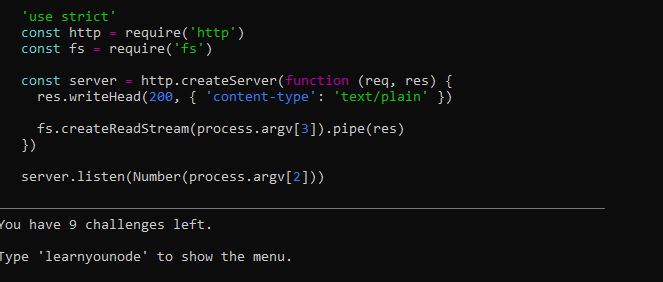 'use strict'
const http = require('http')
const fs = require('fs')
const server = http.createServer(function (req, res) {
res.writeHead(200, { 'content-type': 'text/plain' })
fs.createReadStream(process.argv[3]).pipe(res)
})
server.listen(Number(process.argv[2]))
You have 9 challenges left.
Type 'learnyounode' to show the menu.